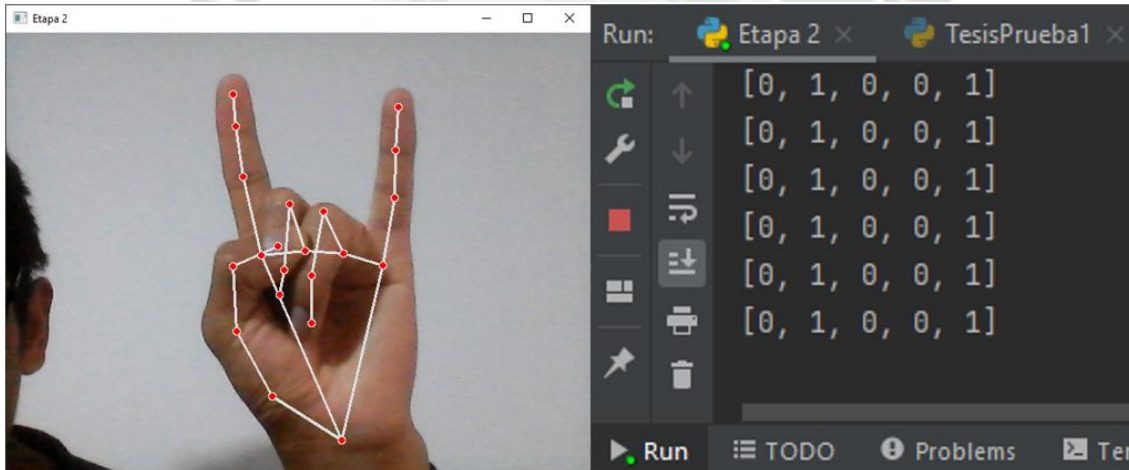 Etapa 2
Run:
Etapa 2
TesisPrueba1
[0, 1, 0, 0, 1]
[0, 1, 0, 0, 1]
[0, 1, 0, 0, 1]
[0, 1, 0, 0, 1]
[0, 1, 0, 0, 1]
[0, 1, 0, 0, 1]
Run
TODO
Problems